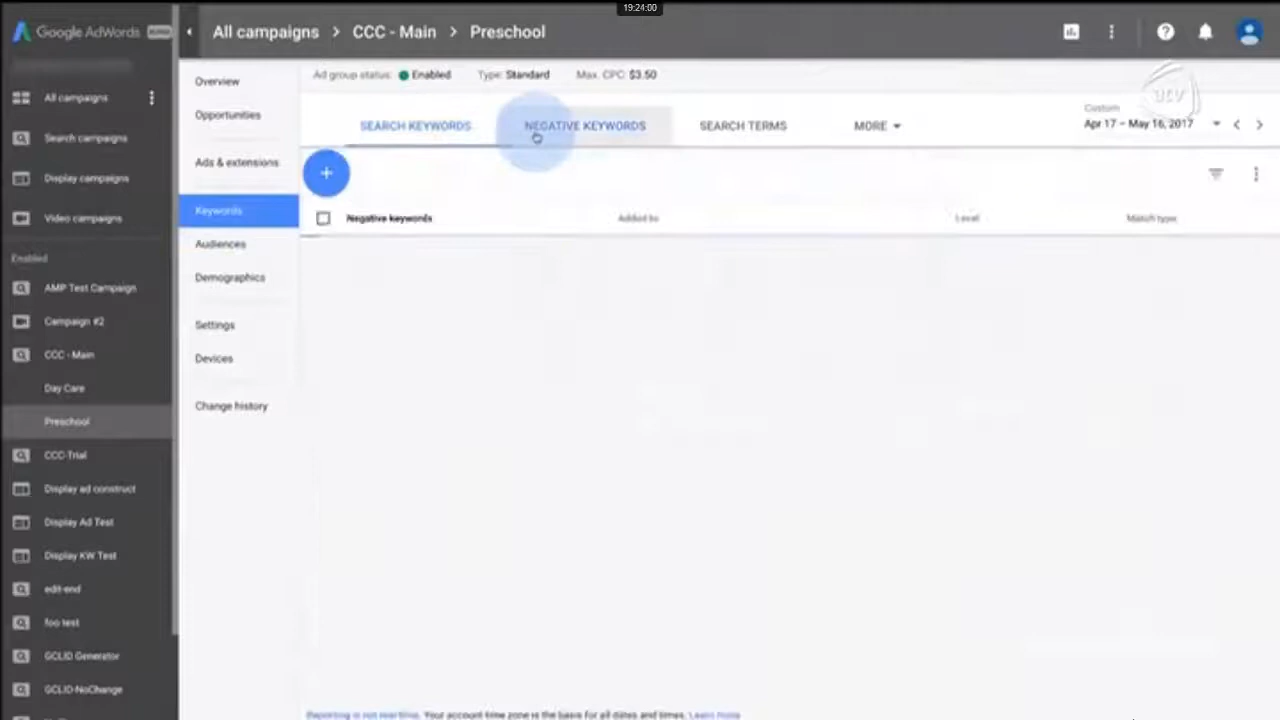 19:24:00
Google AdWords
All campaigns > CCC - Main > Preschool
Ad group status: Enabled Type: Standard Max. CPC: $3.50
SEARCH KEYWORDS NEGATIVE KEYWORDS SEARCH TERMS MORE
Custom
Apr 17 – May 16, 2017
Negative keywords Added to Level Match type
All campaigns
Search campaigns
Display campaigns
Video campaigns
Enabled
AMP Test Campaign
Campaign #2
CCC - Main
Day Care
Preschool
CCC-Trial
Display ad construct
Display Ad Test
Display KW Test
edit-end
foo test
GCLID Generator
GCLID-NoChange
Overview
Opportunities
Ads & extensions
Keywords
Audiences
Demographics
Settings
Devices
Change history
Reporting is not real-time. Your account time zone is the basis for all dates and times. Learn more